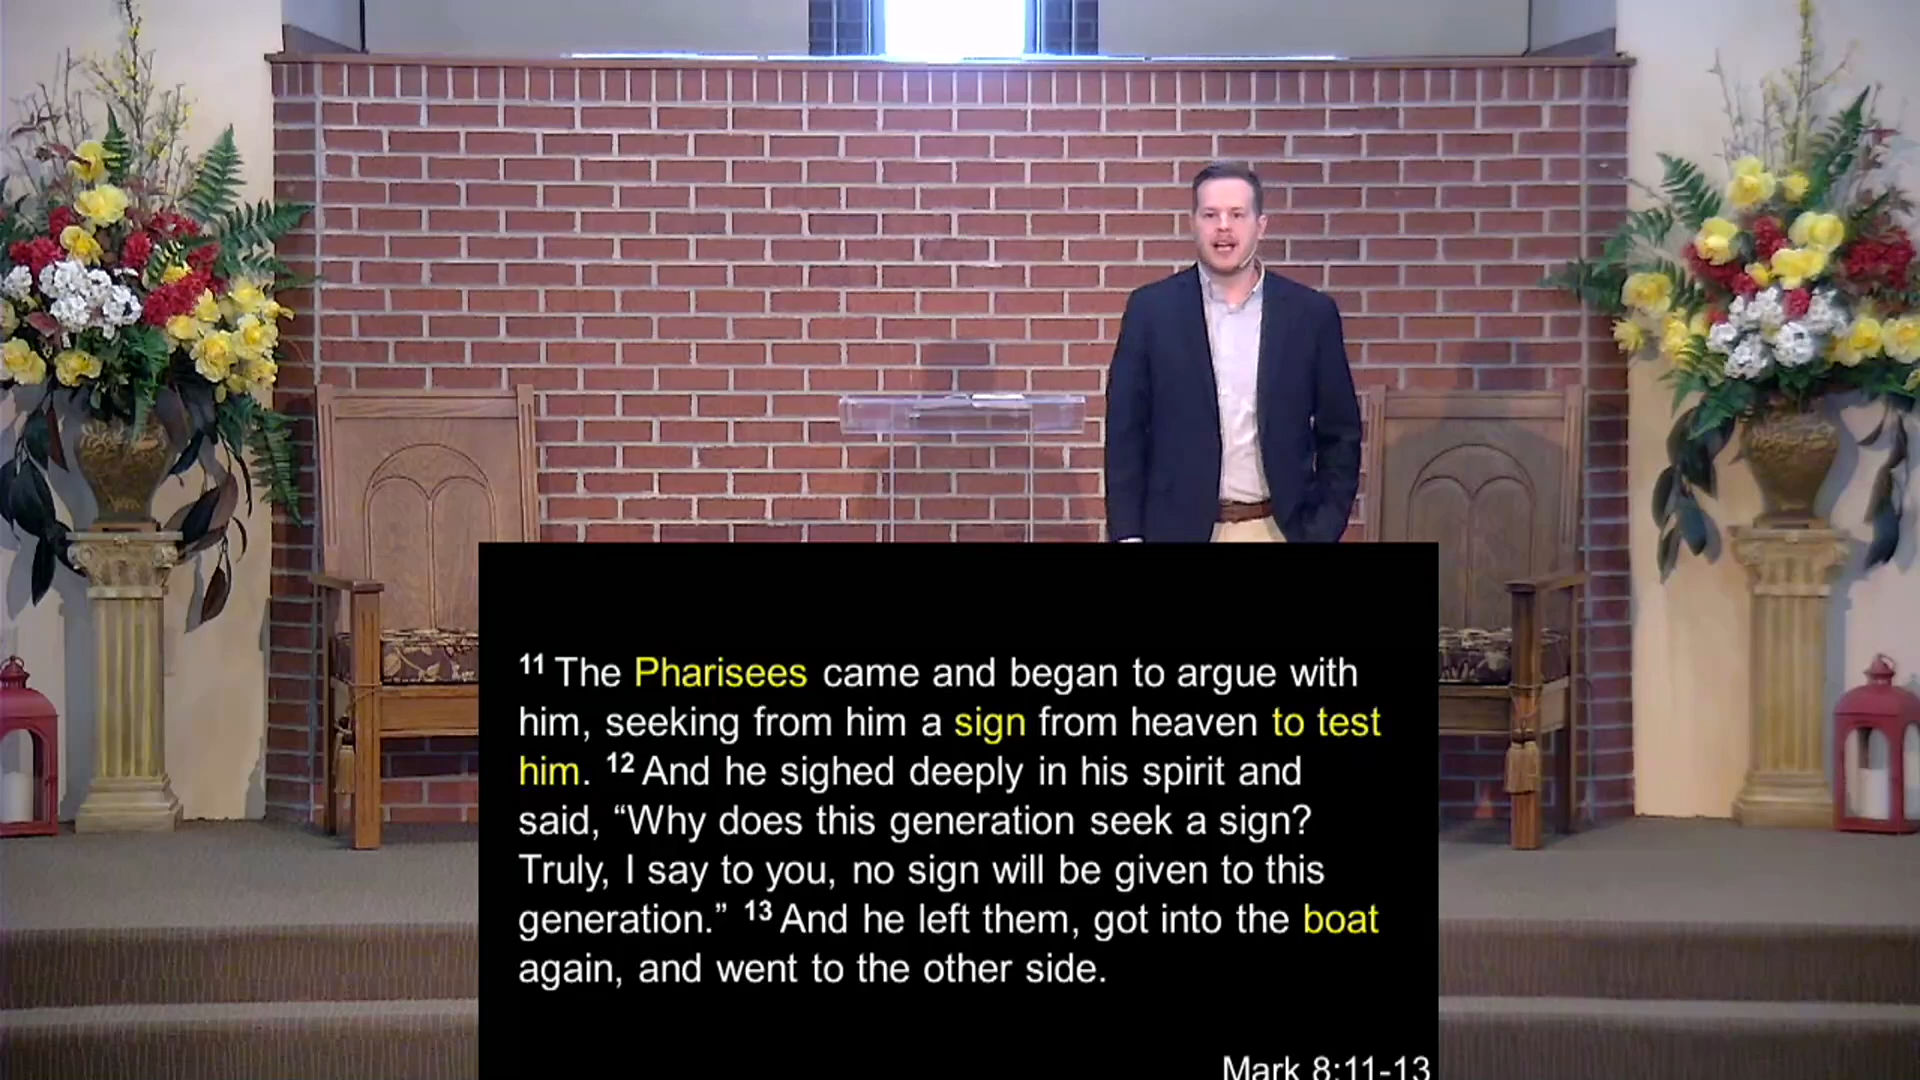 11 The Pharisees came and began to argue with
him, seeking from him a sign from heaven to test
him. 12 And he sighed deeply in his spirit and
said, “Why does this generation seek a sign?
Truly, I say to you, no sign will be given to this
generation.” 13 And he left them, got into the boat
again, and went to the other side.
Mark 8:11-13